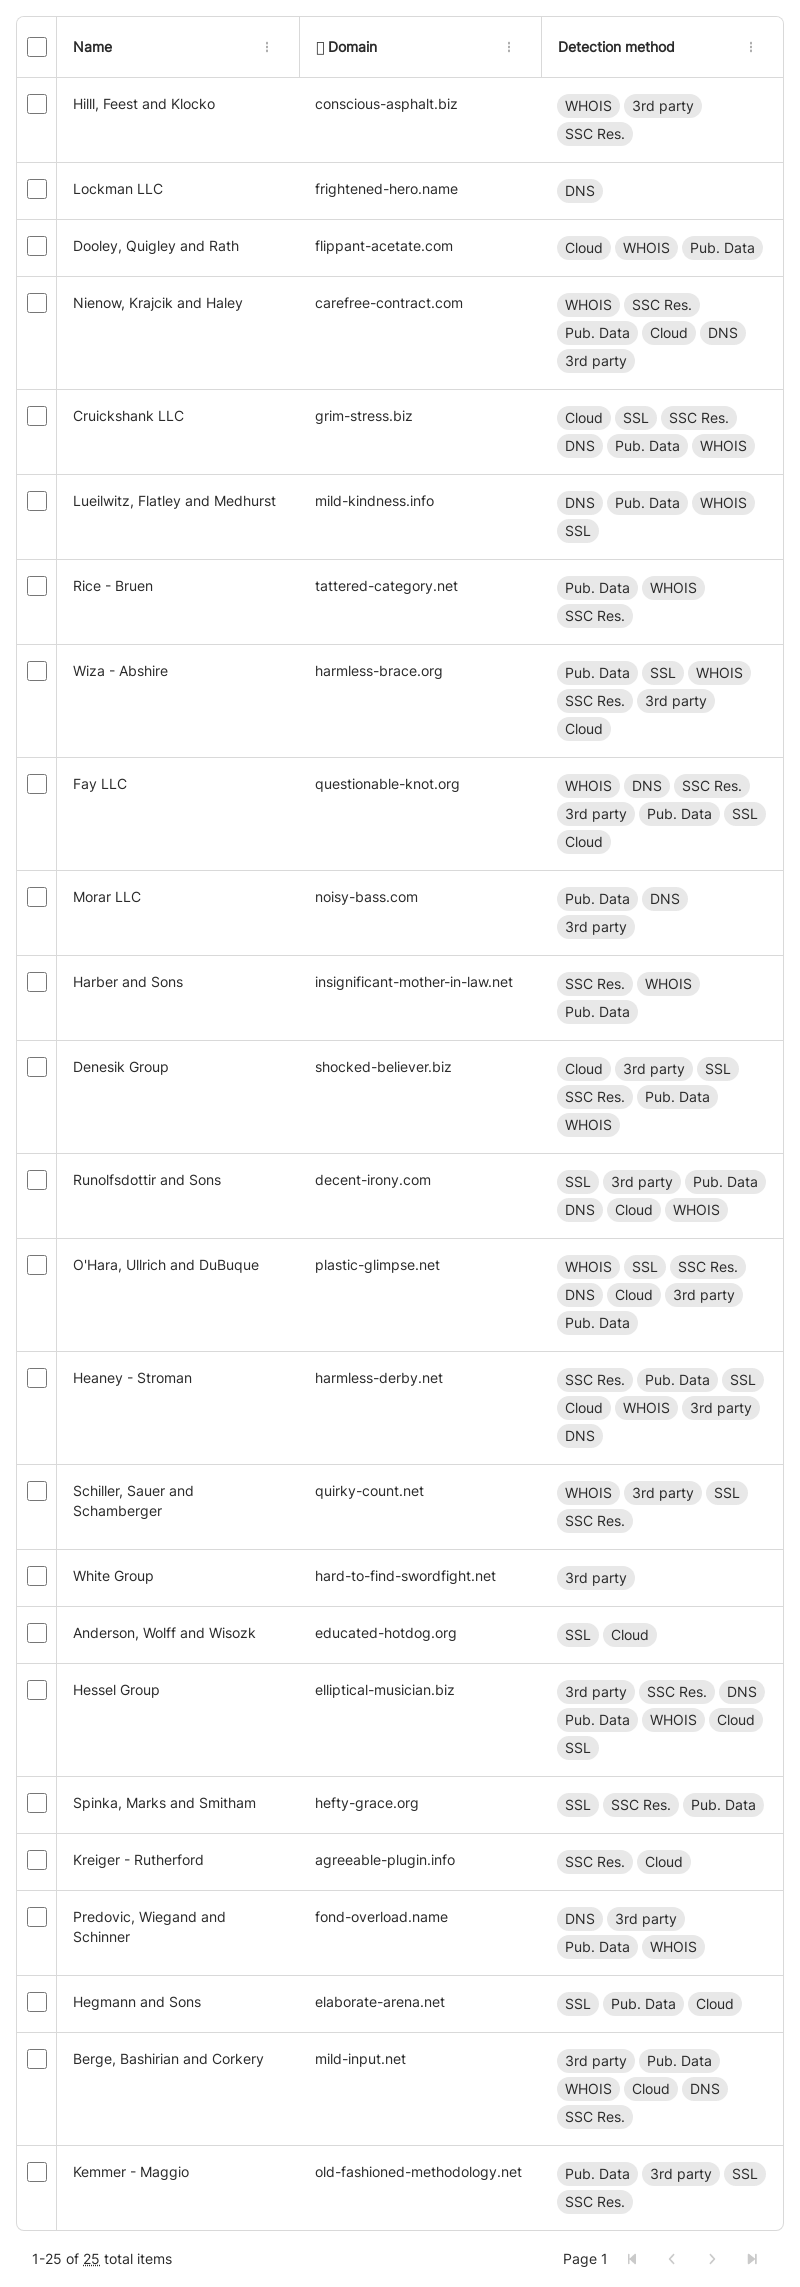 Name Domain Detection method
Hilll, Feest and Klocko conscious-asphalt.biz WHOIS 3rd party
SSC Res.
Lockman LLC frightened-hero.name DNS
Dooley, Quigley and Rath flippant-acetate.com Cloud WHOIS Pub. Data
Nienow, Krajcik and Haley carefree-contract.com WHOIS SSC Res.
Pub. Data Cloud DNS
3rd party
Cruickshank LLC grim-stress.biz Cloud SSL SSC Res.
DNS Pub. Data WHOIS
Lueilwitz, Flatley and Medhurst mild-kindness.info DNS Pub. Data WHOIS
SSL
Rice - Bruen tattered-category.net Pub. Data WHOIS
SSC Res.
Wiza - Abshire harmless-brace.org Pub. Data SSL WHOIS
SSC Res. 3rd party
Cloud
Fay LLC questionable-knot.org WHOIS DNS SSC Res.
3rd party Pub. Data SSL
Cloud
Morar LLC noisy-bass.com Pub. Data DNS
3rd party
Harber and Sons insignificant-mother-in-law.net SSC Res. WHOIS
Pub. Data
Denesik Group shocked-believer.biz Cloud 3rd party SSL
SSC Res. Pub. Data
WHOIS
Runolfsdottir and Sons decent-irony.com SSL 3rd party Pub. Data
DNS Cloud WHOIS
O'Hara, Ullrich and DuBuque plastic-glimpse.net WHOIS SSL SSC Res.
DNS Cloud 3rd party
Pub. Data
Heaney - Stroman harmless-derby.net SSC Res. Pub. Data SSL
Cloud WHOIS 3rd party
DNS
Schiller, Sauer and quirky-count.net WHOIS 3rd party SSL
Schamberger SSC Res.
White Group hard-to-find-swordfight.net 3rd party
Anderson, Wolff and Wisozk educated-hotdog.org SSL Cloud
Hessel Group elliptical-musician.biz 3rd party SSC Res. DNS
Pub. Data WHOIS Cloud
SSL
Spinka, Marks and Smitham hefty-grace.org SSL SSC Res. Pub. Data
Kreiger - Rutherford agreeable-plugin.info SSC Res. Cloud
Predovic, Wiegand and fond-overload.name DNS 3rd party
Schinner Pub. Data WHOIS
Hegmann and Sons elaborate-arena.net SSL Pub. Data Cloud
Berge, Bashirian and Corkery mild-input.net 3rd party Pub. Data
WHOIS Cloud DNS
SSC Res.
Kemmer - Maggio old-fashioned-methodology.net Pub. Data 3rd party SSL
SSC Res.
1-25 of 25 total items Page 1